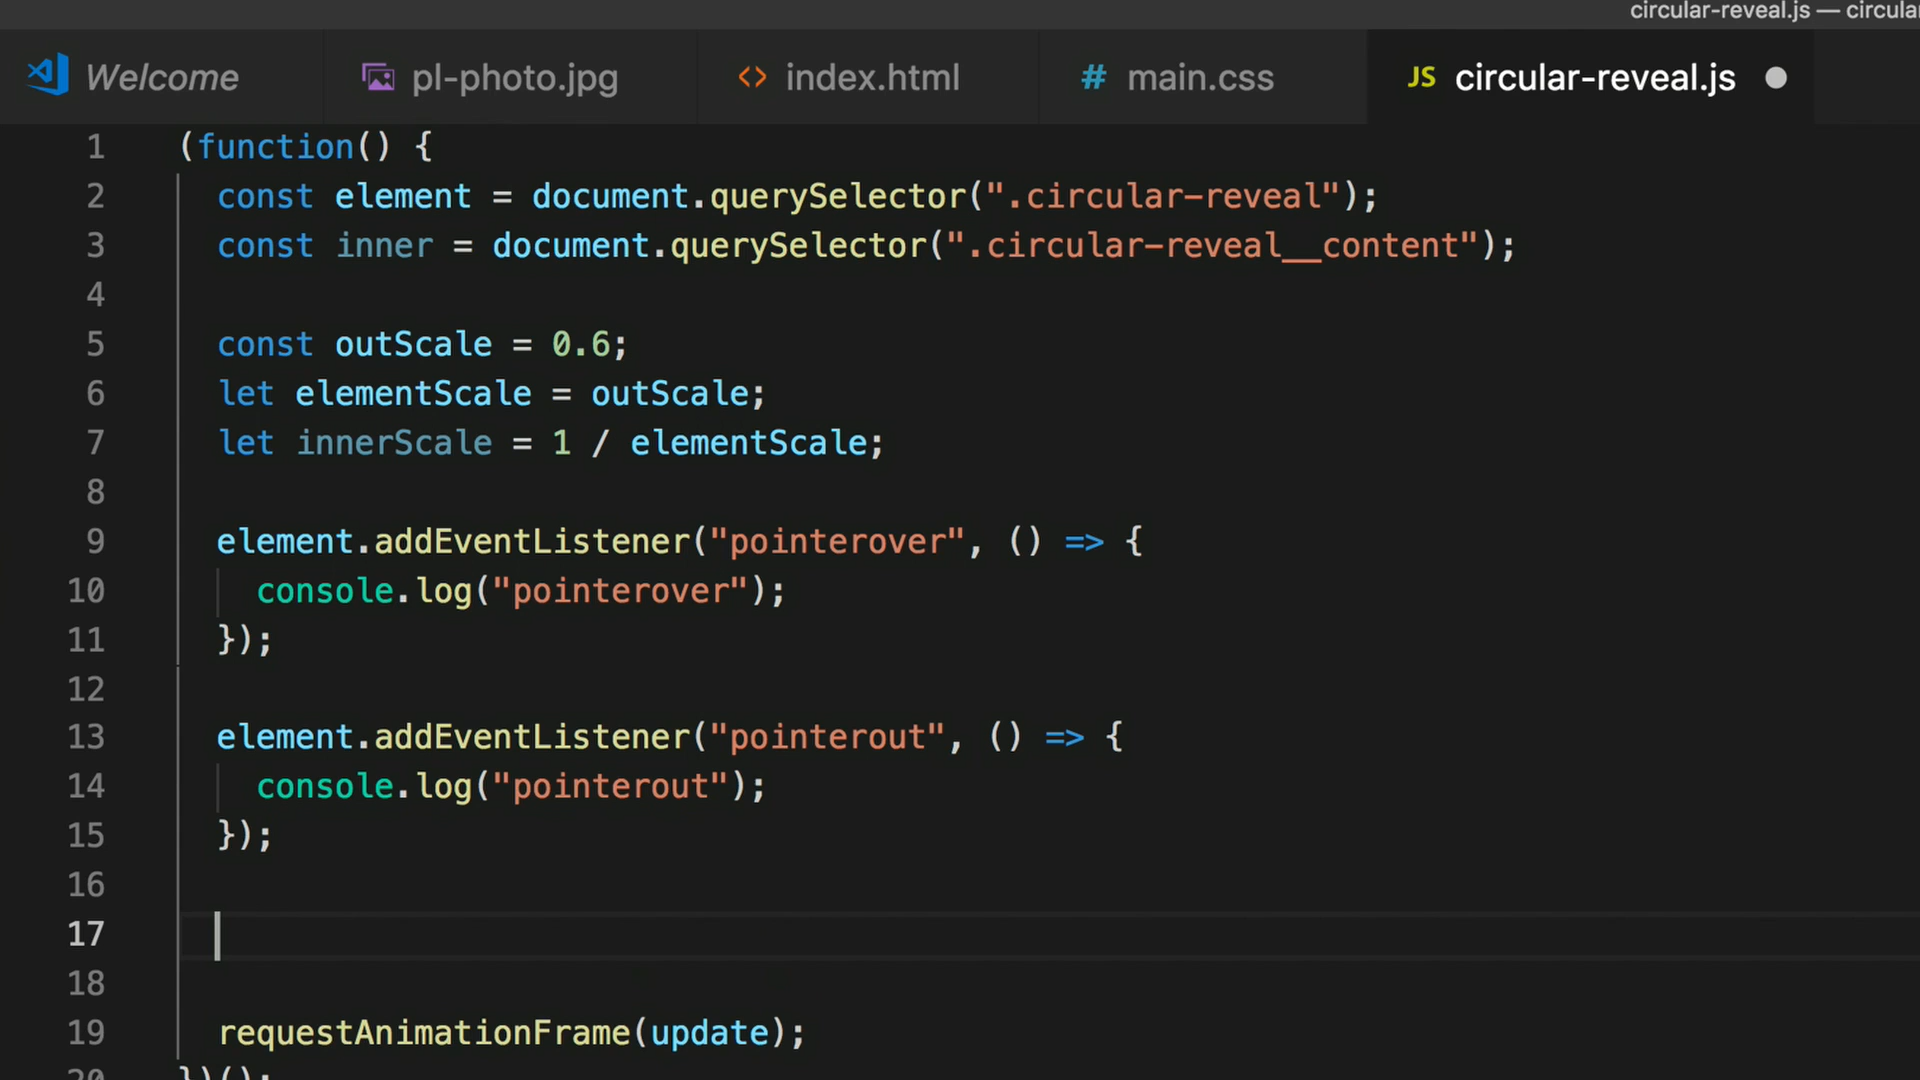 circular-reveal.js — circula
Welcome
pl-photo.jpg
<> index.html
# main.css
JS circular-reveal.js
1 (function() {
2 const element = document.querySelector(".circular-reveal");
3 const inner = document.querySelector(".circular-reveal__content");
4
5 const outScale = 0.6;
6 let elementScale = outScale;
7 let innerScale = 1 / elementScale;
8
9 element.addEventListener("pointerover", () => {
10 console.log("pointerover");
11 });
12
13 element.addEventListener("pointerout", () => {
14 console.log("pointerout");
15 });
16
17
18
19 requestAnimationFrame(update);
20 })();